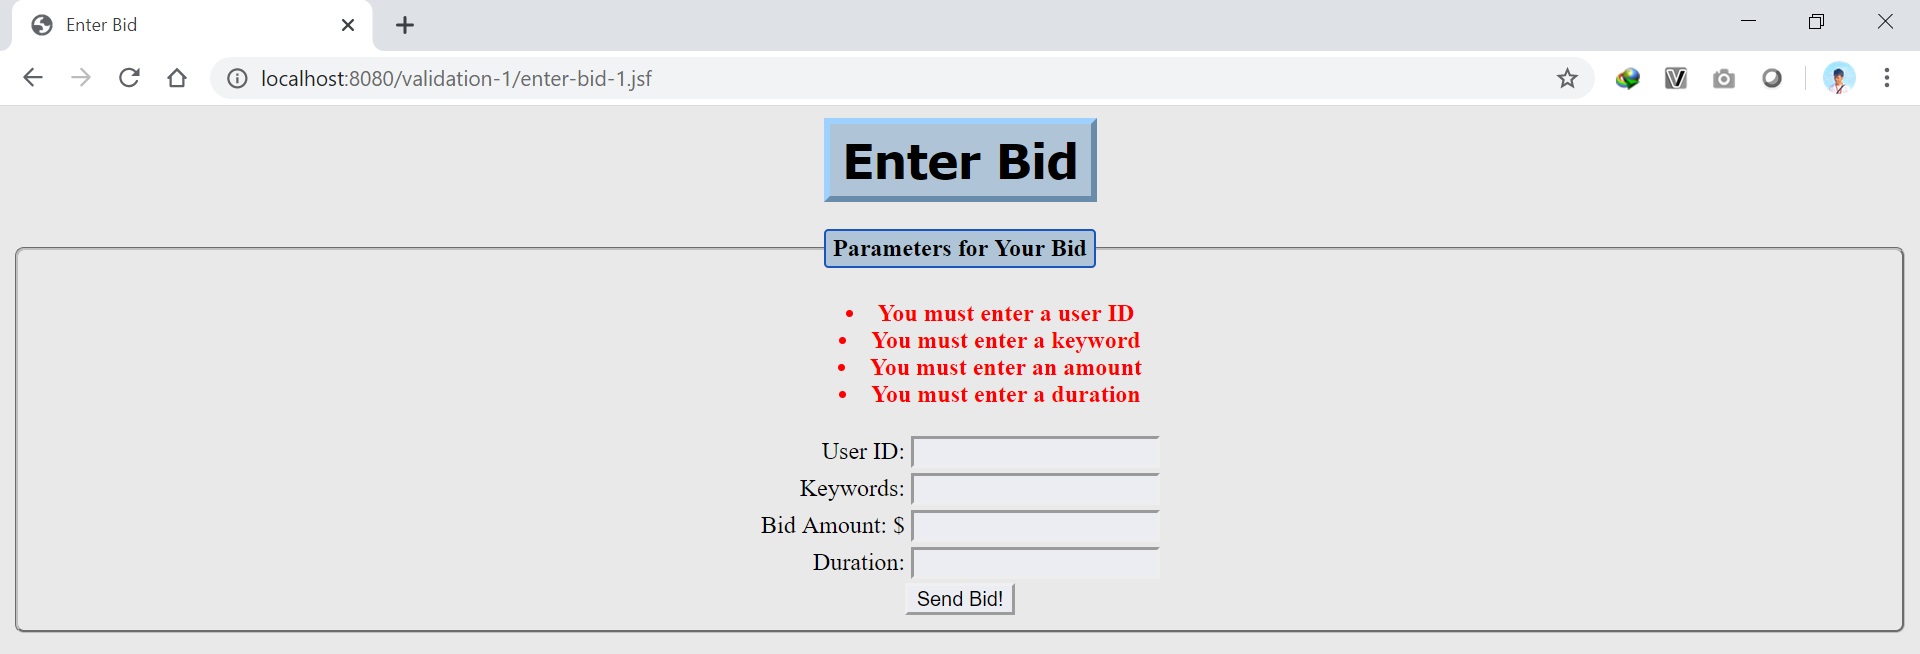 Enter Bid
localhost:8080/validation-1/enter-bid-1.jsf
Enter Bid
Parameters for Your Bid
• You must enter a user ID
• You must enter a keyword
• You must enter an amount
• You must enter a duration
User ID:
Keywords:
Bid Amount: $
Duration:
Send Bid!